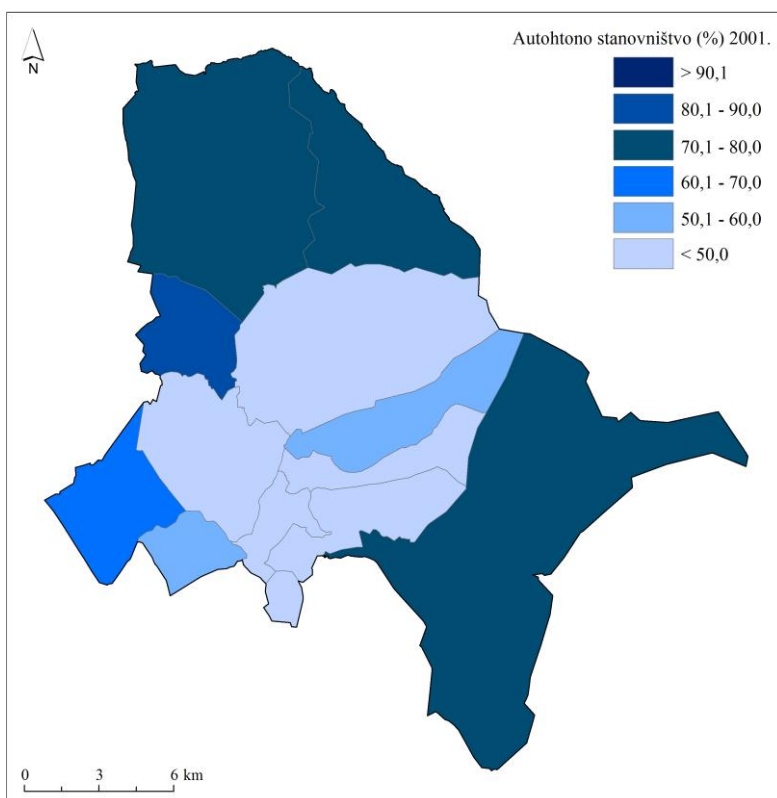 N
Autohtono stanovništvo (%) 2001.
> 90,1
80,1 - 90,0
70,1 - 80,0
60,1 - 70,0
50,1 - 60,0
< 50,0
0 3 6 km